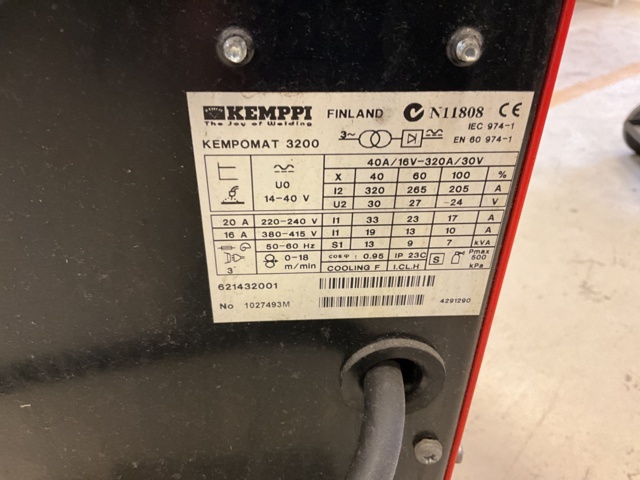 KEMPPI FINLAND N11808 CE
The Joy of Welding
IEC 974-1
EN 60 974-1
3~
KEMPOMAT 3200
40A/16V-320A/30V
X 40 60 100 %
U0
14-40 V
I2 320 265 205 A
U2 30 27 24 V
20 A 220-240 V I1 33 23 17 A
16 A 380-415 V I1 19 13 10 A
50-60 Hz S1 13 9 7 kVA
3~ 0-18 m/min
cosφ: 0.95 IP 23C S Pmax 500 kPa
COOLING F I.CL.H
621432001
No 1027493M
4291290